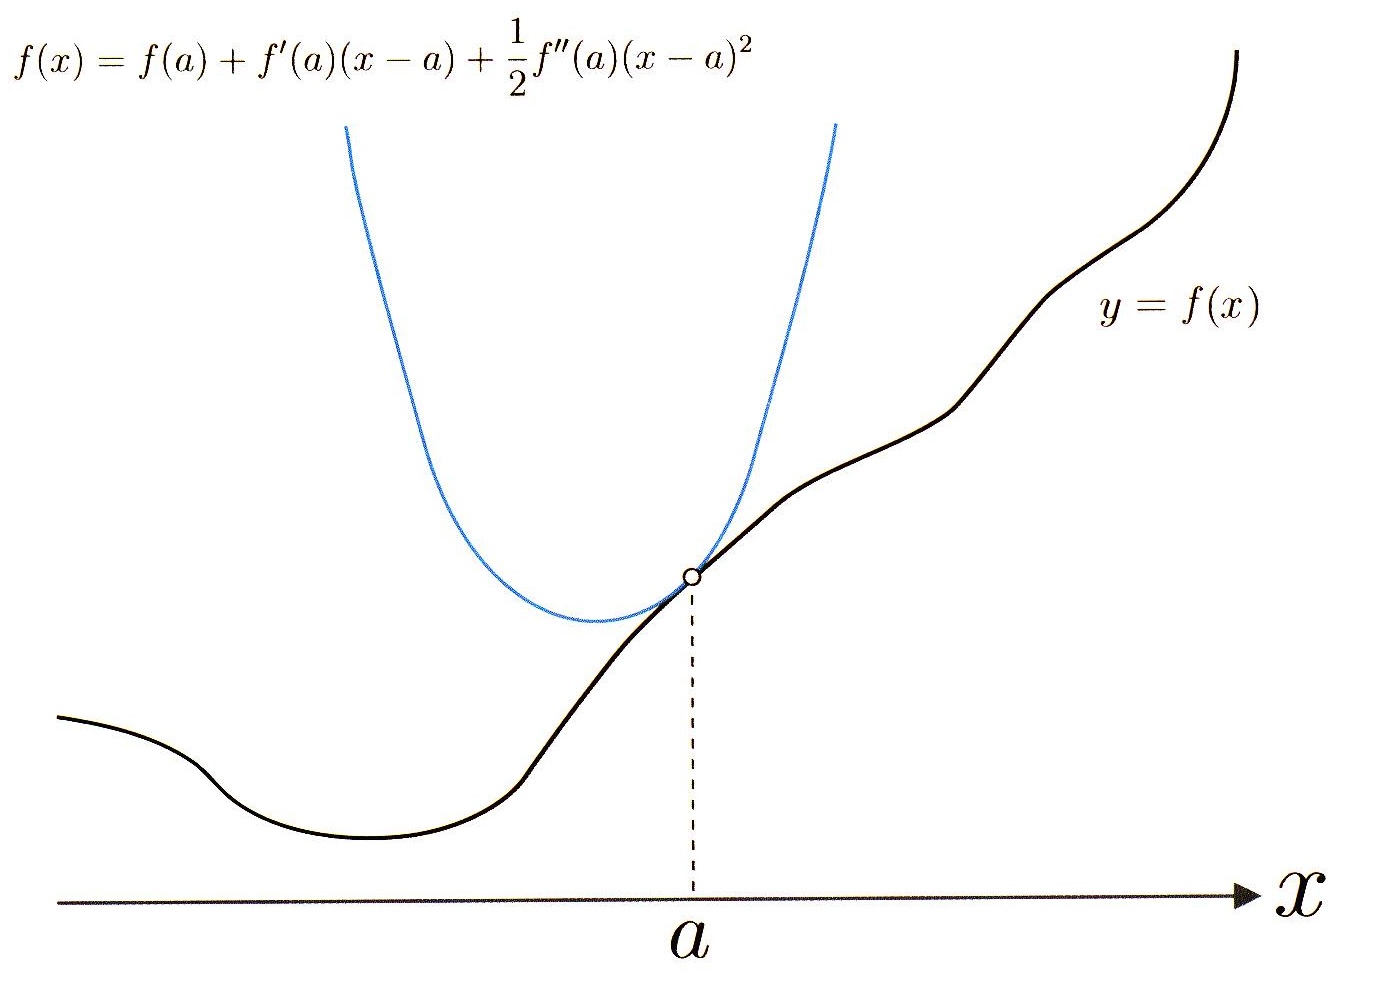 f(x) = f(a) + f′(a)(x − a) + 1/2 f″(a)(x − a)²
y = f(x)
x
a